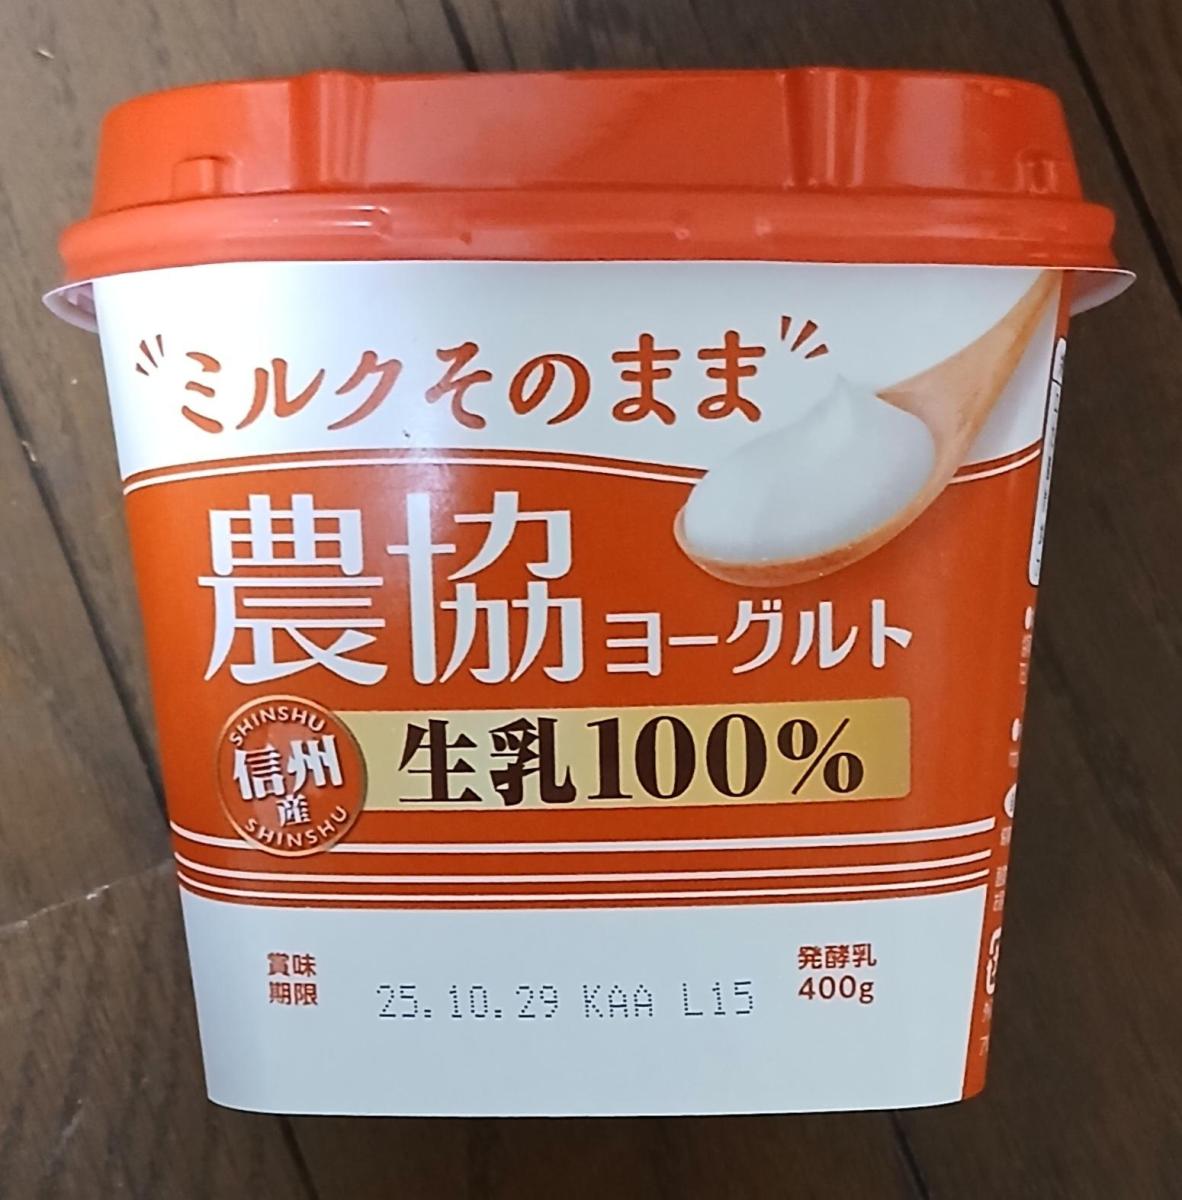 ミルクそのまま
農協ヨーグルト
SHINSHU
信州
産
SHINSHU
生乳100%
賞味
期限
25.10.29 KAA L15
発酵乳
400g